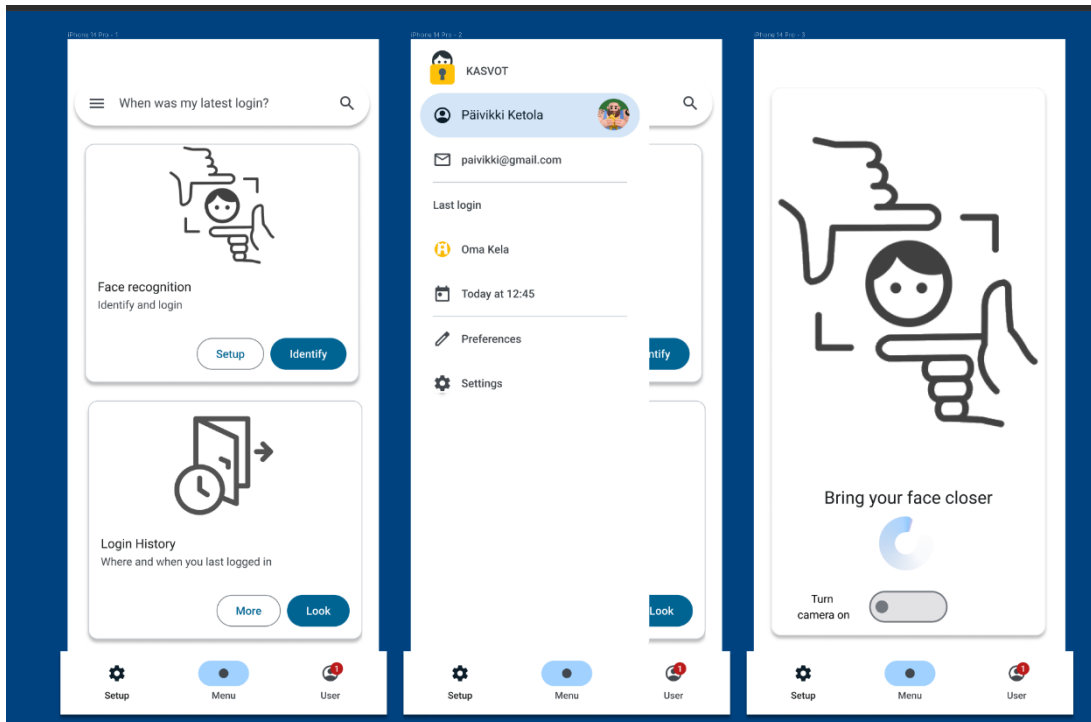 iPhone 14 Pro - 1
When was my latest login?
Face recognition
Identify and login
Setup
Identify
Login History
Where and when you last logged in
More
Look
Setup
Menu
1
User
iPhone 14 Pro - 2
KASVOT
Päivikki Ketola
paivikki@gmail.com
Last login
Oma Kela
Today at 12:45
Preferences
ntify
Settings
Look
Setup
Menu
1
User
iPhone 14 Pro - 3
Bring your face closer
Turn
camera on
Setup
Menu
1
User